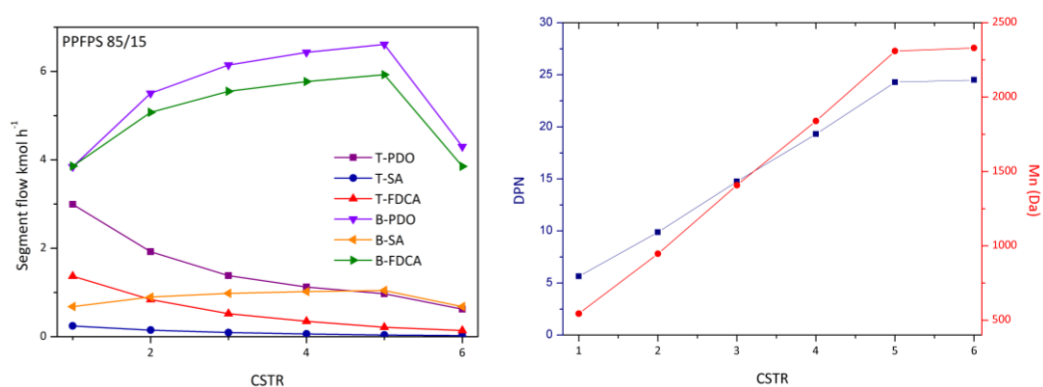 PPFPS 85/15
Segment flow kmol h⁻¹
6
4
2
0
T-PDO
T-SA
T-FDCA
B-PDO
B-SA
B-FDCA
2
4
6
CSTR
DPN
30
25
20
15
10
5
0
1
2
3
4
5
6
CSTR
2500
2000
1500
1000
500
Mn (Da)